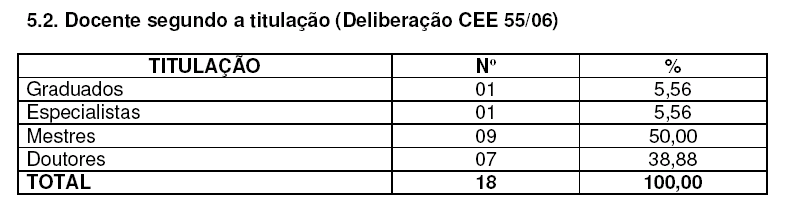 5.2. Docente segundo a titulação (Deliberação CEE 55/06)
TITULAÇÃO Nº %
Graduados 01 5,56
Especialistas 01 5,56
Mestres 09 50,00
Doutores 07 38,88
TOTAL 18 100,00